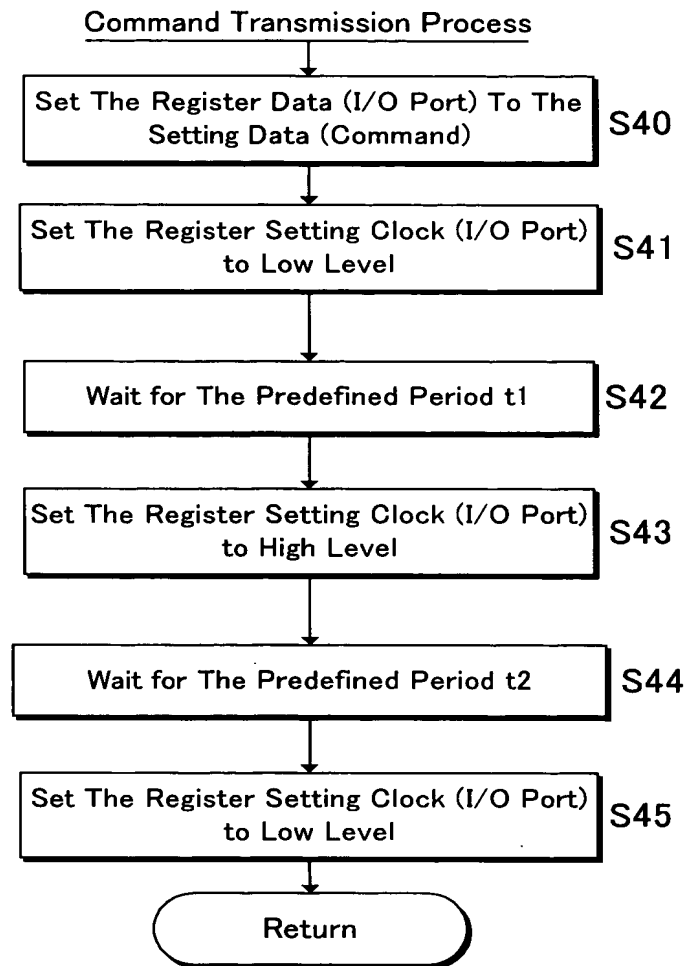 Command Transmission Process
Set The Register Data (I/O Port) To The
Setting Data (Command)
S40
Set The Register Setting Clock (I/O Port)
to Low Level
S41
Wait for The Predefined Period t1
S42
Set The Register Setting Clock (I/O Port)
to High Level
S43
Wait for The Predefined Period t2
S44
Set The Register Setting Clock (I/O Port)
to Low Level
S45
Return